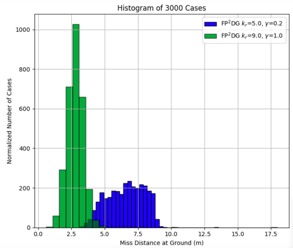 Histogram of 3000 Cases
FP²DG kᵣ=5.0, γ=0.2
FP²DG kᵣ=9.0, γ=1.0
Normalized Number of Cases
1000
800
600
400
200
0
0.0 2.5 5.0 7.5 10.0 12.5 15.0 17.5
Miss Distance at Ground (m)